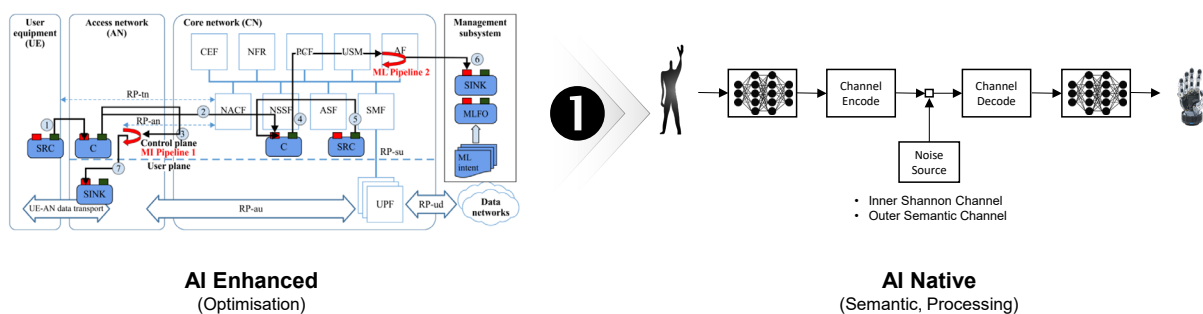 User
equipment (UE)
Access network
(AN)
Core network (CN)
Management
subsystem
CEF
NFR
PCF
USM
AF
ML Pipeline 2
6
SINK
RP-tn
NACF
NSSF
ASF
SMF
MLFO
1
2
4
5
RP-an
3
SRC
C
Control plane
MI Pipeline 1
User plane
C
SRC
RP-su
ML
intent
7
SINK
UE-AN data transport
RP-au
UPF
RP-ud
Data
networks
AI Enhanced
(Optimisation)
1
Channel
Encode
Channel
Decode
Noise
Source
• Inner Shannon Channel
• Outer Semantic Channel
AI Native
(Semantic, Processing)